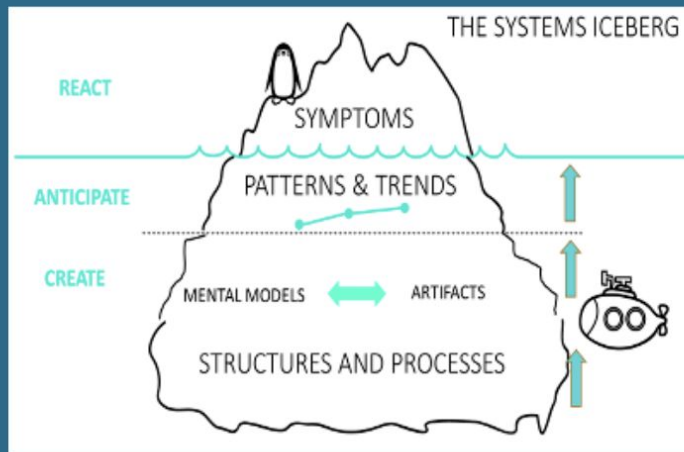 THE SYSTEMS ICEBERG
REACT
SYMPTOMS
ANTICIPATE
PATTERNS & TRENDS
CREATE
MENTAL MODELS
ARTIFACTS
STRUCTURES AND PROCESSES